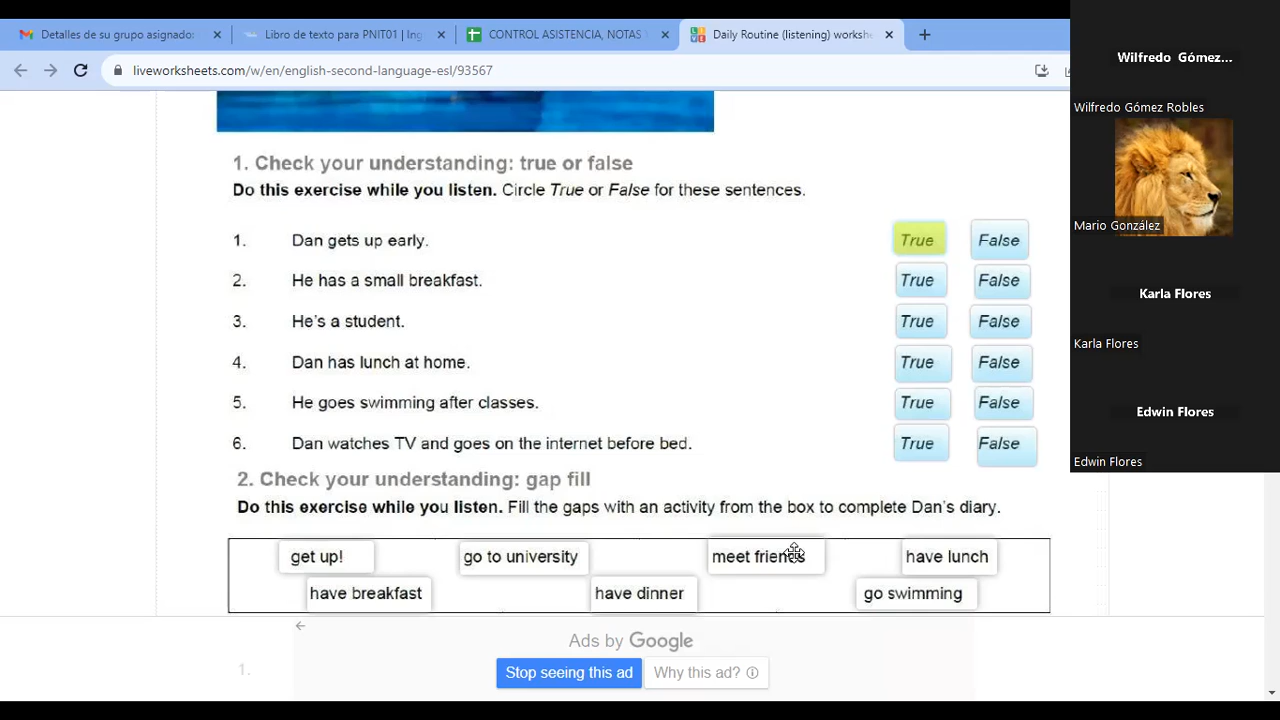 Detalles de su grupo asignado
Libro de texto para PNIT01 | Ing
CONTROL ASISTENCIA, NOTAS
Daily Routine (listening) workshe
liveworksheets.com/w/en/english-second-language-esl/93567
1. Check your understanding: true or false
Do this exercise while you listen. Circle True or False for these sentences.
1. Dan gets up early. True False
2. He has a small breakfast. True False
3. He's a student. True False
4. Dan has lunch at home. True False
5. He goes swimming after classes. True False
6. Dan watches TV and goes on the internet before bed. True False
2. Check your understanding: gap fill
Do this exercise while you listen. Fill the gaps with an activity from the box to complete Dan's diary.
get up! go to university meet friends have lunch
have breakfast have dinner go swimming
Ads by Google
1.
Stop seeing this ad Why this ad?
Wilfredo Gómez...
Wilfredo Gómez Robles
Mario González
Karla Flores
Karla Flores
Edwin Flores
Edwin Flores